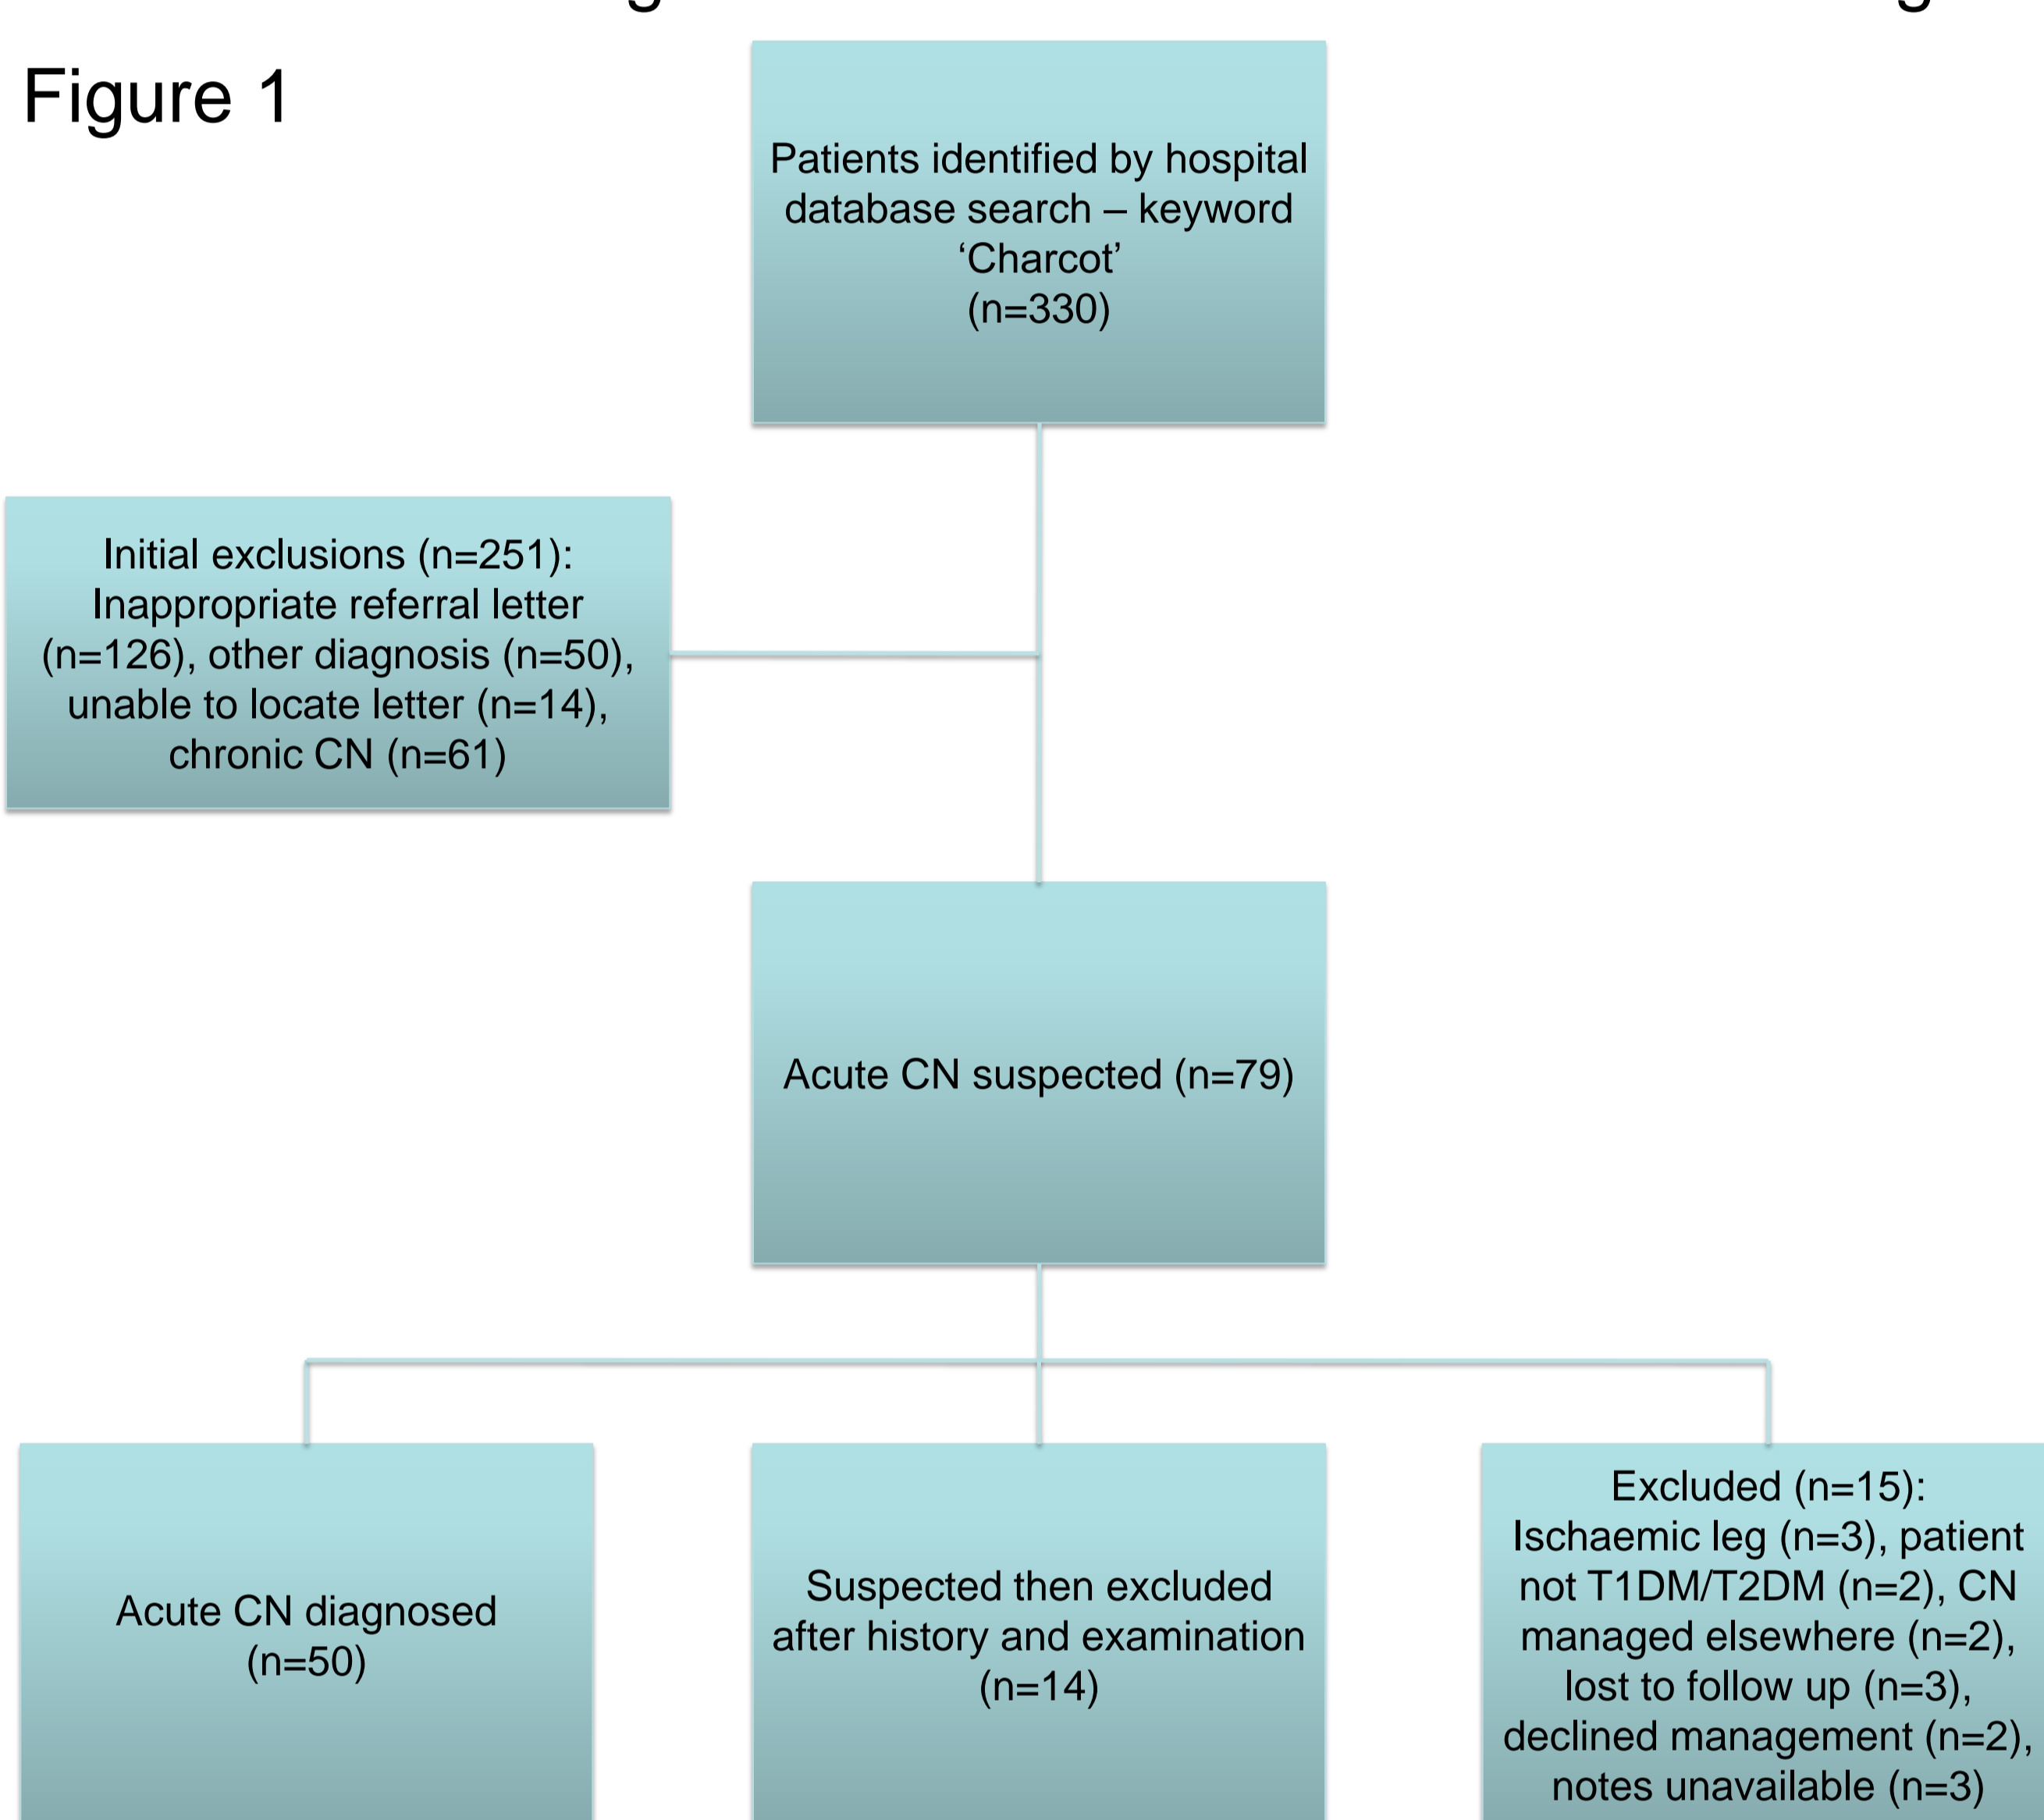 Figure 1
Patients identified by hospital
database search – keyword
‘Charcot’
(n=330)
Initial exclusions (n=251):
Inappropriate referral letter
(n=126), other diagnosis (n=50),
unable to locate letter (n=14),
chronic CN (n=61)
Acute CN suspected (n=79)
Acute CN diagnosed
(n=50)
Suspected then excluded
after history and examination
(n=14)
Excluded (n=15):
Ischaemic leg (n=3), patient
not T1DM/T2DM (n=2), CN
managed elsewhere (n=2),
lost to follow up (n=3),
declined management (n=2),
notes unavailable (n=3)